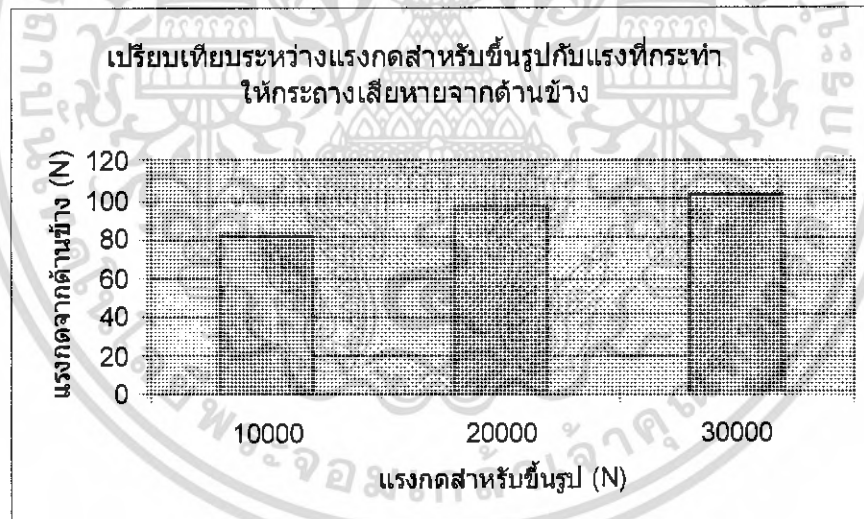 เปรียบเทียบระหว่างแรงกดสำหรับขึ้นรูปกับแรงที่กระทำ
ให้กระถางเสียหายจากด้านข้าง
แรงกดจากด้านข้าง (N)
120
100
80
60
40
20
0
10000 20000 30000
แรงกดสำหรับขึ้นรูป (N)